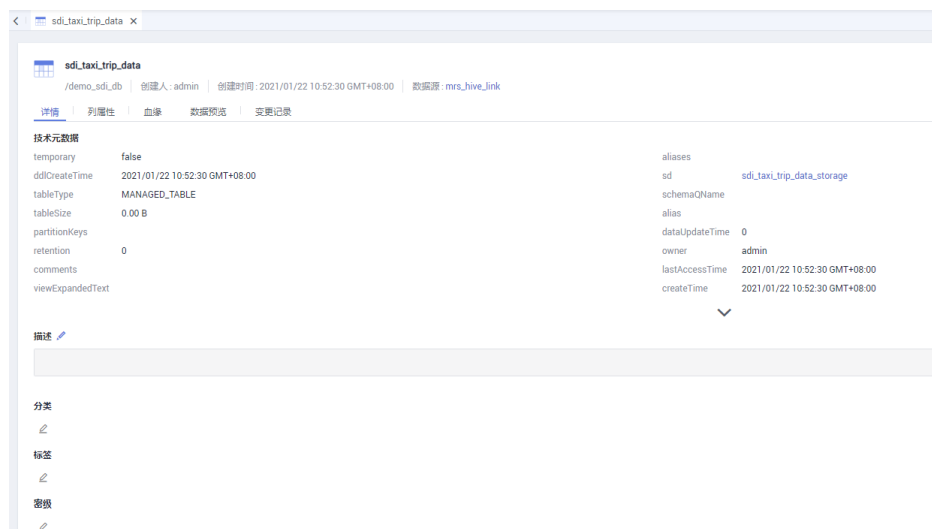 sdi_taxi_trip_data
sdi_taxi_trip_data
/demo_sdi_db 创建人 : admin 创建时间 : 2021/01/22 10:52:30 GMT+08:00 数据源 : mrs_hive_link
详情 列属性 血缘 数据预览 变更记录
技术元数据
temporary false aliases
ddlCreateTime 2021/01/22 10:52:30 GMT+08:00 sd sdi_taxi_trip_data_storage
tableType MANAGED_TABLE schemaQName
tableSize 0.00 B alias
partitionKeys dataUpdateTime 0
retention 0 owner admin
comments lastAccessTime 2021/01/22 10:52:30 GMT+08:00
viewExpandedText createTime 2021/01/22 10:52:30 GMT+08:00
描述
分类
标签
密级